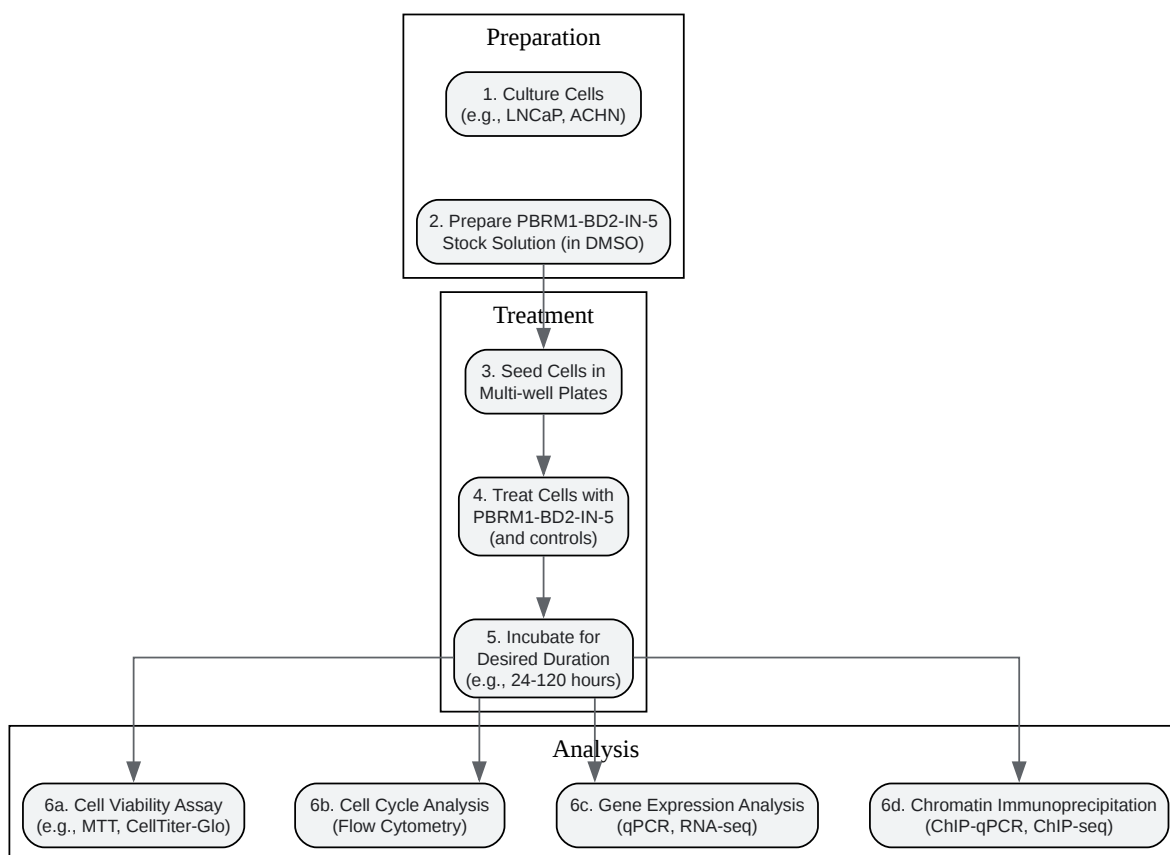 Preparation
1. Culture Cells
(e.g., LNCaP, ACHN)
2. Prepare PBRM1-BD2-IN-5
Stock Solution (in DMSO)
Treatment
3. Seed Cells in
Multi-well Plates
4. Treat Cells with
PBRM1-BD2-IN-5
(and controls)
5. Incubate for
Desired Duration
(e.g., 24-120 hours)
Analysis
6a. Cell Viability Assay
(e.g., MTT, CellTiter-Glo)
6b. Cell Cycle Analysis
(Flow Cytometry)
6c. Gene Expression Analysis
(qPCR, RNA-seq)
6d. Chromatin Immunoprecipitation
(ChIP-qPCR, ChIP-seq)